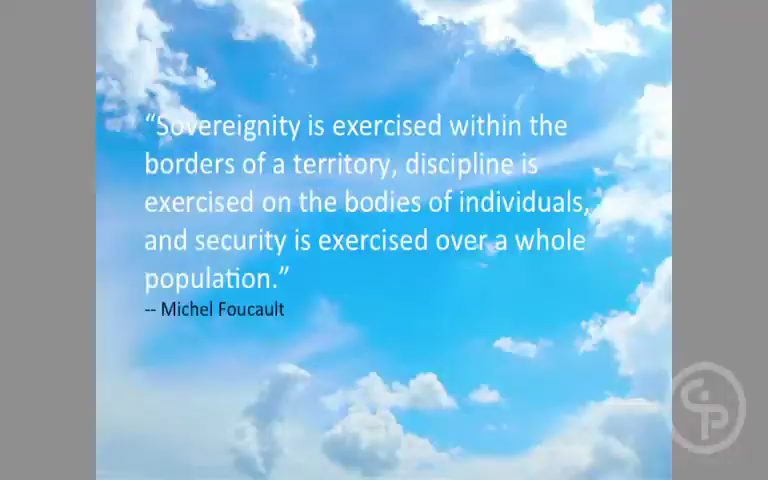 “Sovereignity is exercised within the
borders of a territory, discipline is
exercised on the bodies of individuals,
and security is exercised over a whole
population.”
-- Michel Foucault